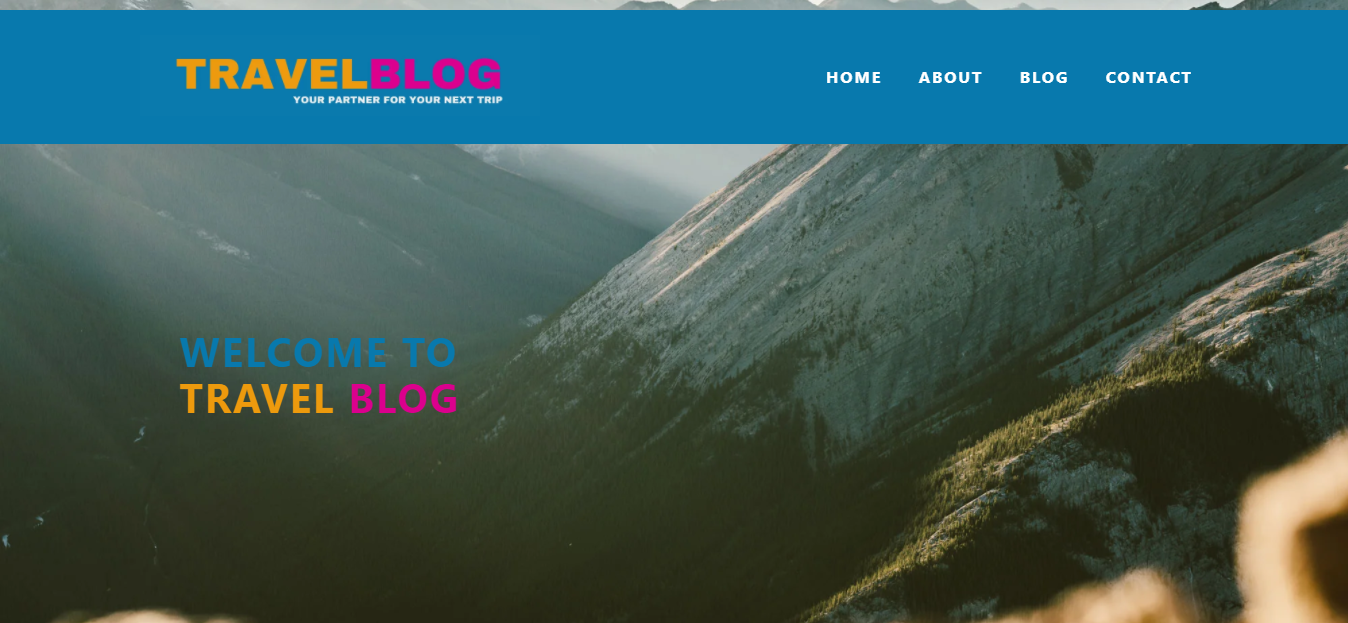 TRAVELBLOG
YOUR PARTNER FOR YOUR NEXT TRIP
HOME ABOUT BLOG CONTACT
WELCOME TO
TRAVEL BLOG